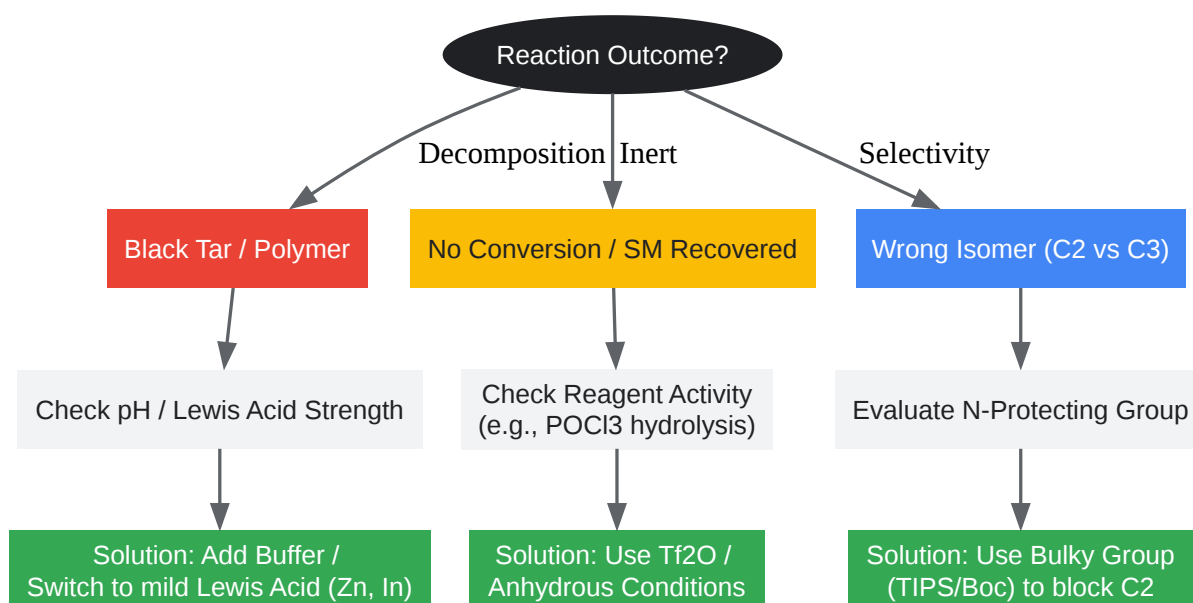 Reaction Outcome?
Decomposition
Inert
Selectivity
Black Tar / Polymer
No Conversion / SM Recovered
Wrong Isomer (C2 vs C3)
Check pH / Lewis Acid Strength
Check Reagent Activity
(e.g., POCl3 hydrolysis)
Evaluate N-Protecting Group
Solution: Add Buffer /
Switch to mild Lewis Acid (Zn, In)
Solution: Use Tf2O /
Anhydrous Conditions
Solution: Use Bulky Group
(TIPS/Boc) to block C2